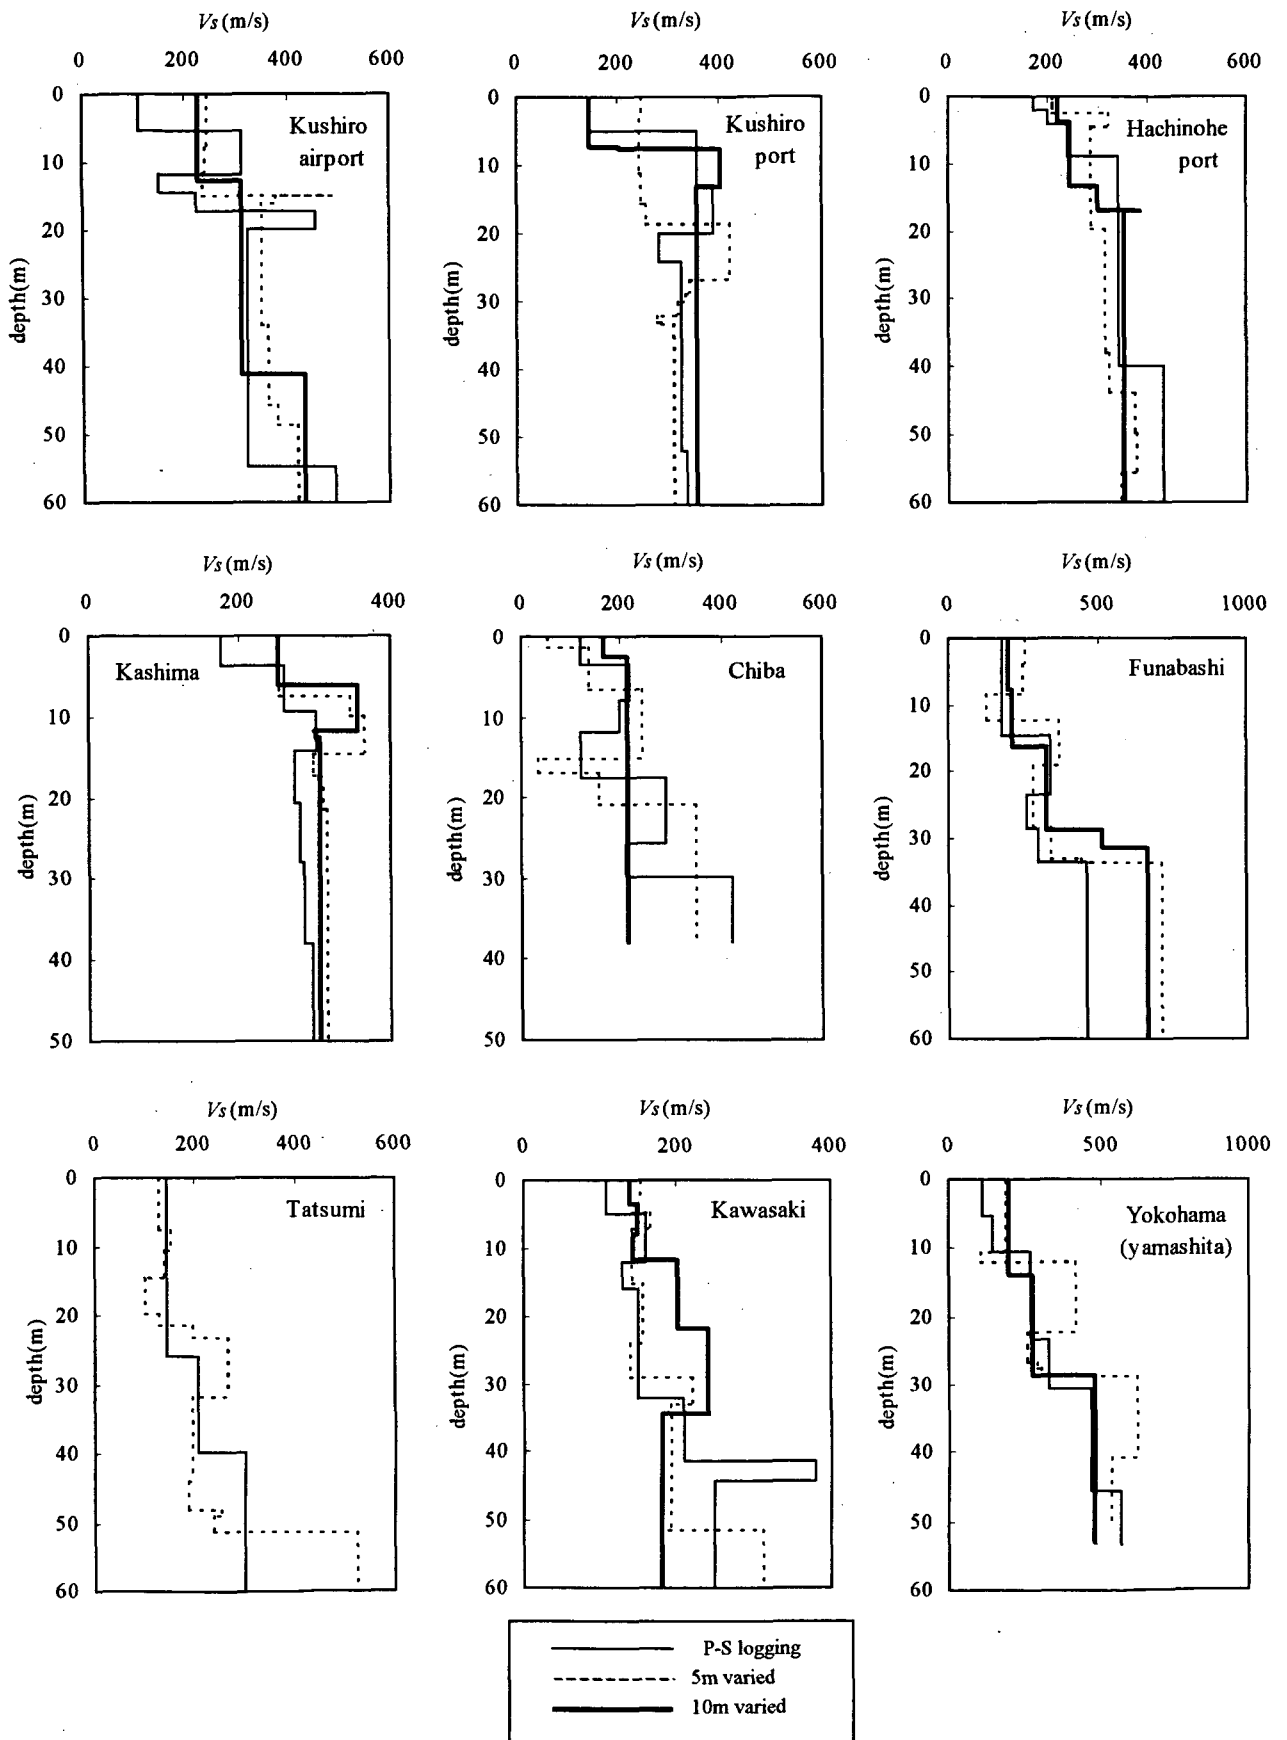 Vs (m/s)
0 200 400 600
0
10
20
30
40
50
60
depth(m)
Kushiro
airport
Vs (m/s)
0 200 400 600
0
10
20
30
40
50
60
depth(m)
Kushiro
port
Vs (m/s)
0 200 400 600
0
10
20
30
40
50
60
depth(m)
Hachinohe
port
Vs (m/s)
0 200 400
0
10
20
30
40
50
depth(m)
Kashima
Vs (m/s)
0 200 400 600
0
10
20
30
40
50
depth(m)
Chiba
Vs (m/s)
0 500 1000
0
10
20
30
40
50
60
depth(m)
Funabashi
Vs (m/s)
0 200 400 600
0
10
20
30
40
50
60
depth(m)
Tatsumi
Vs (m/s)
0 200 400
0
10
20
30
40
50
60
depth(m)
Kawasaki
Vs (m/s)
0 500 1000
0
10
20
30
40
50
60
depth(m)
Yokohama
(yamashita)
P-S logging
5m varied
10m varied